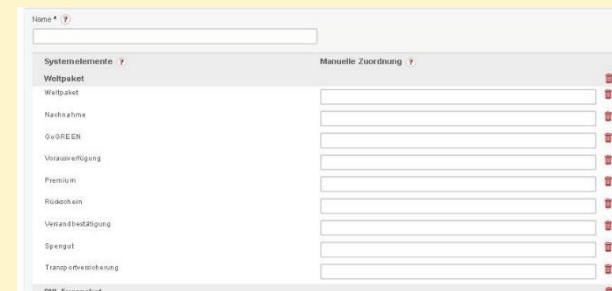 Name * ?
Systemelemente ? Manuelle Zuordnung ?
Weltpaket
Weltpaket
Nachnahme
GoGREEN
Vorausverfügung
Premium
Rückschein
Versandbestätigung
Sperrgut
Transportversicherung